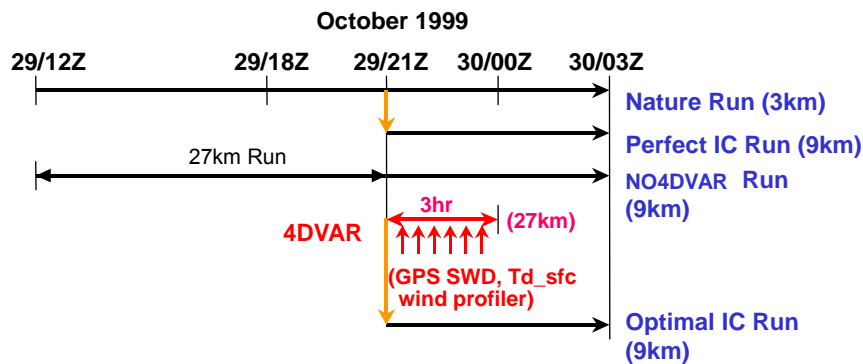 October 1999
29/12Z 29/18Z 29/21Z 30/00Z 30/03Z
Nature Run (3km)
Perfect IC Run (9km)
27km Run
NO4DVAR Run
(9km)
3hr
(27km)
4DVAR
(GPS SWD, Td_sfc
wind profiler)
Optimal IC Run
(9km)